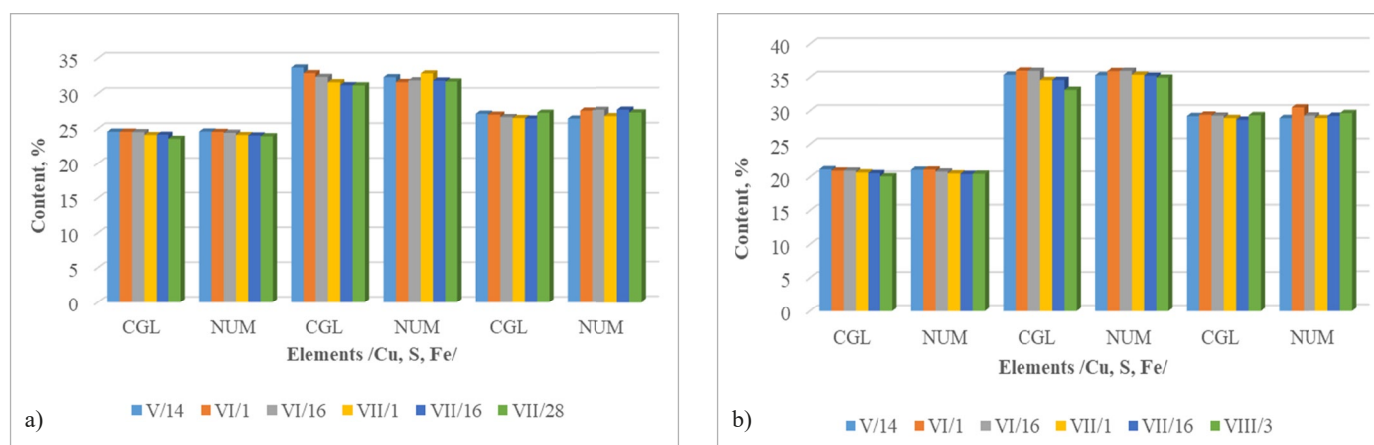 35
30
25
20
15
10
5
0
Content, %
CGL NUM CGL NUM CGL NUM
Elements /Cu, S, Fe/
V/14 VI/1 VI/16 VII/1 VII/16 VII/28
a)
40
35
30
25
20
15
10
5
0
Content, %
CGL NUM CGL NUM CGL NUM
Elements /Cu, S, Fe/
V/14 VI/1 VI/16 VII/1 VII/16 VIII/3
b)